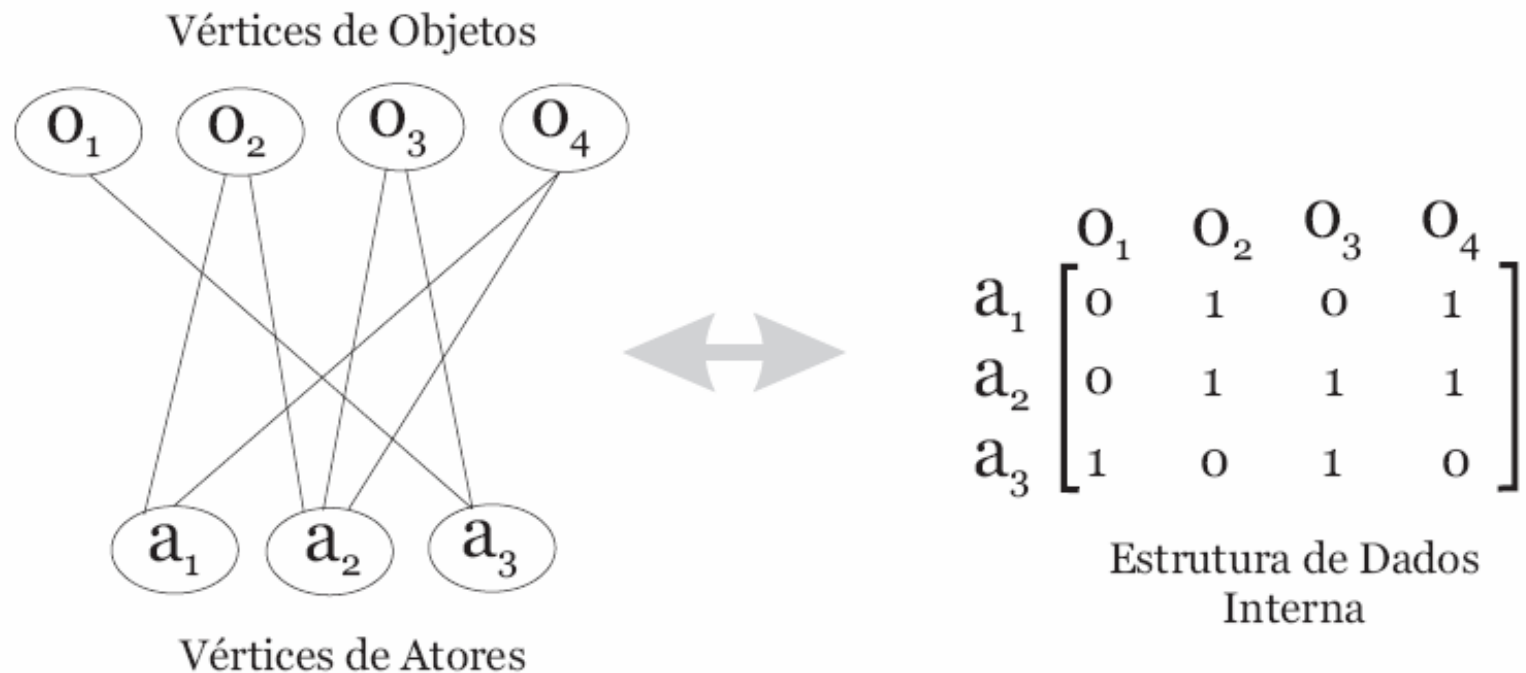 Vértices de Objetos
O₁ O₂ O₃ O₄
a₁ a₂ a₃
Vértices de Atores
O₁ O₂ O₃ O₄
a₁ 0 1 0 1
a₂ 0 1 1 1
a₃ 1 0 1 0
Estrutura de Dados
Interna